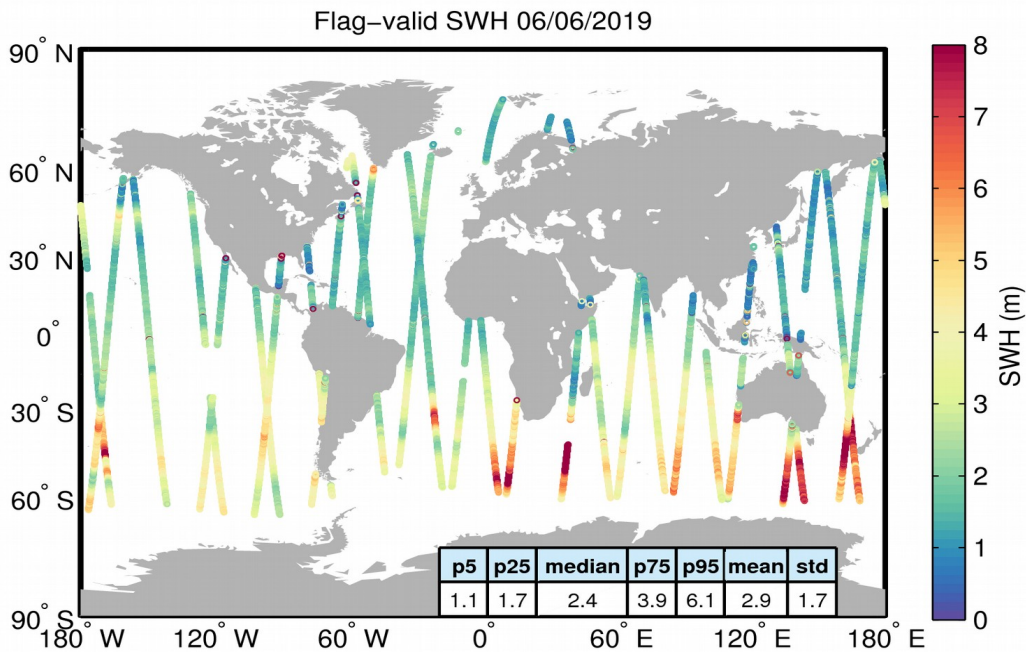 Flag−valid SWH 06/06/2019
90° N
60° N
30° N
0°
30° S
60° S
90° S
180° W
120° W
60° W
0°
60° E
120° E
180° E
p5 p25 median p75 p95 mean std
1.1 1.7 2.4 3.9 6.1 2.9 1.7
8
7
6
5
4
3
2
1
0
SWH (m)